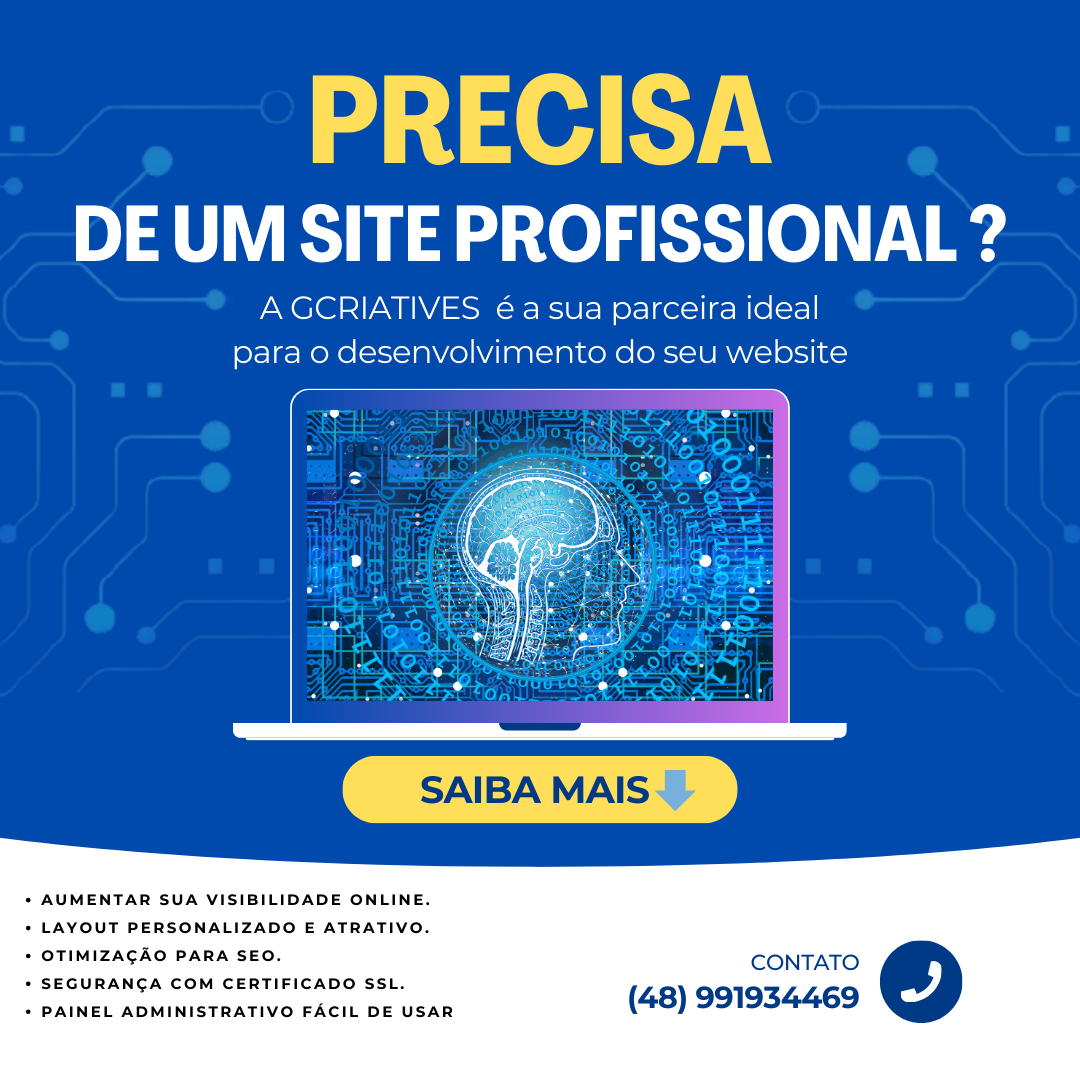 PRECISA
DE UM SITE PROFISSIONAL ?
A GCRIATIVES é a sua parceira ideal
para o desenvolvimento do seu website
SAIBA MAIS
• AUMENTAR SUA VISIBILIDADE ONLINE.
• LAYOUT PERSONALIZADO E ATRATIVO.
• OTIMIZAÇÃO PARA SEO.
• SEGURANÇA COM CERTIFICADO SSL.
• PAINEL ADMINISTRATIVO FÁCIL DE USAR
CONTATO
(48) 991934469